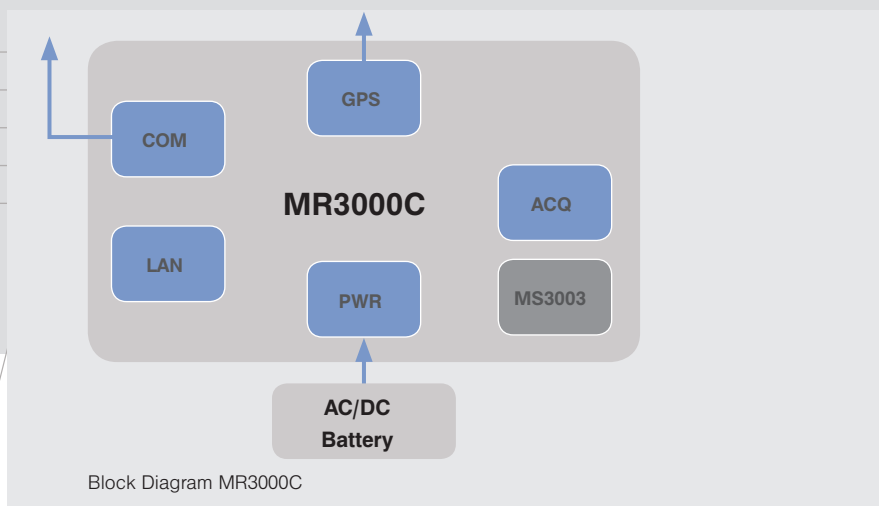 GPS
COM
MR3000C
ACQ
LAN
PWR
MS3003
AC/DC
Battery
Block Diagram MR3000C